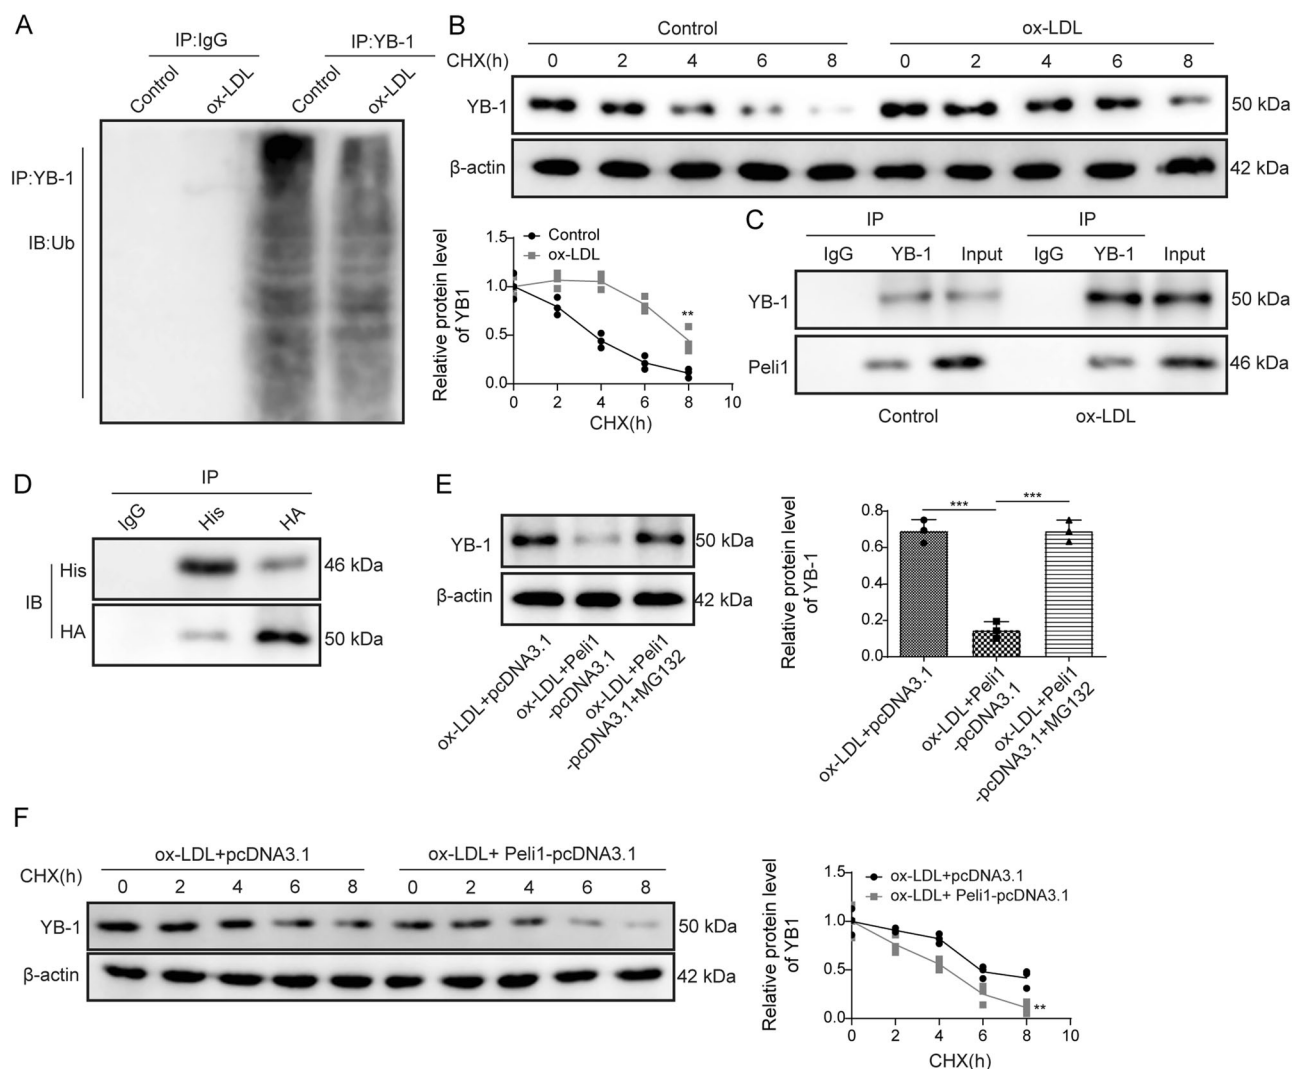 A
IP:IgG
IP:YB-1
Control
ox-LDL
Control
ox-LDL
IP:YB-1
IB:Ub
B
Control
ox-LDL
CHX(h)
0 2 4 6 8 0 2 4 6 8
YB-1
50 kDa
β-actin
42 kDa
Relative protein level
of YB1
1.5
1.0
0.5
0.0
Control
ox-LDL
**
0 2 4 6 8 10
CHX(h)
C
IP
IP
IgG YB-1 Input IgG YB-1 Input
YB-1
50 kDa
Peli1
46 kDa
Control
ox-LDL
D
IP
IgG
His
HA
IB
His
46 kDa
HA
50 kDa
E
YB-1
50 kDa
β-actin
42 kDa
ox-LDL+pcDNA3.1
ox-LDL+Peli1
-pcDNA3.1
ox-LDL+Peli1
-pcDNA3.1+MG132
Relative protein level
of YB-1
0.8
0.6
0.4
0.2
0.0
***
***
ox-LDL+pcDNA3.1
ox-LDL+Peli1
-pcDNA3.1
ox-LDL+Peli1
-pcDNA3.1+MG132
F
ox-LDL+pcDNA3.1
ox-LDL+ Peli1-pcDNA3.1
CHX(h)
0 2 4 6 8 0 2 4 6 8
YB-1
50 kDa
β-actin
42 kDa
Relative protein level
of YB1
1.5
1.0
0.5
0.0
ox-LDL+pcDNA3.1
ox-LDL+ Peli1-pcDNA3.1
**
0 2 4 6 8 10
CHX(h)